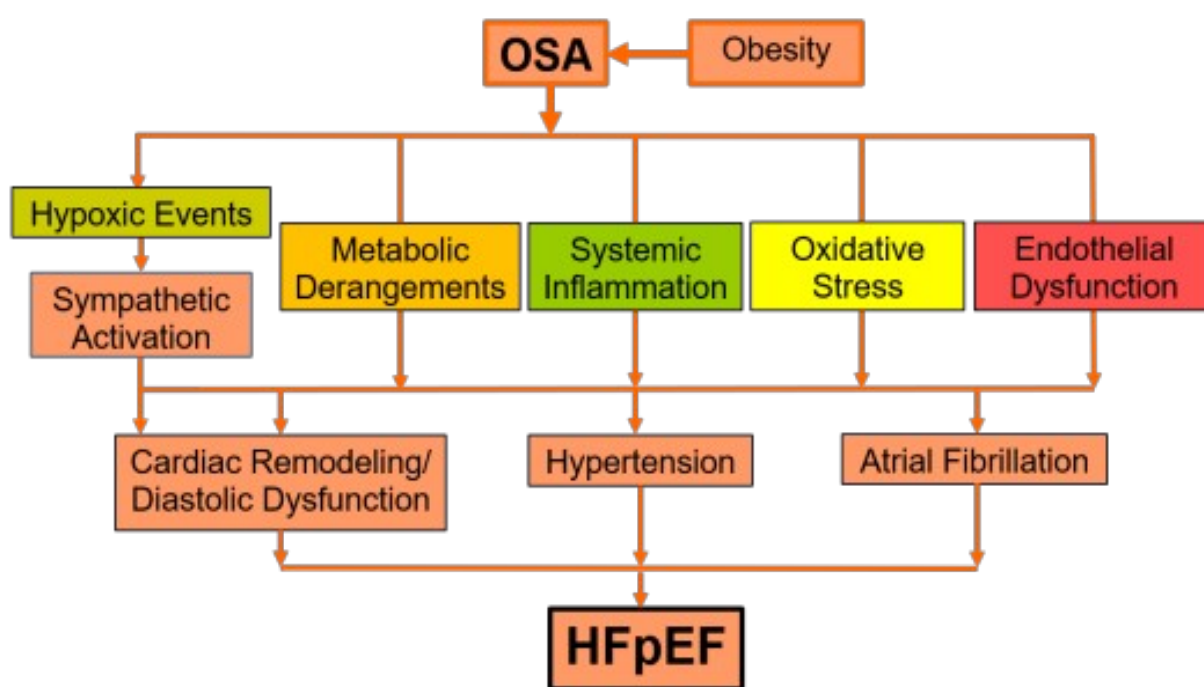 OSA
Obesity
Hypoxic Events
Metabolic
Derangements
Systemic
Inflammation
Oxidative
Stress
Endothelial
Dysfunction
Sympathetic
Activation
Cardiac Remodeling/
Diastolic Dysfunction
Hypertension
Atrial Fibrillation
HFpEF